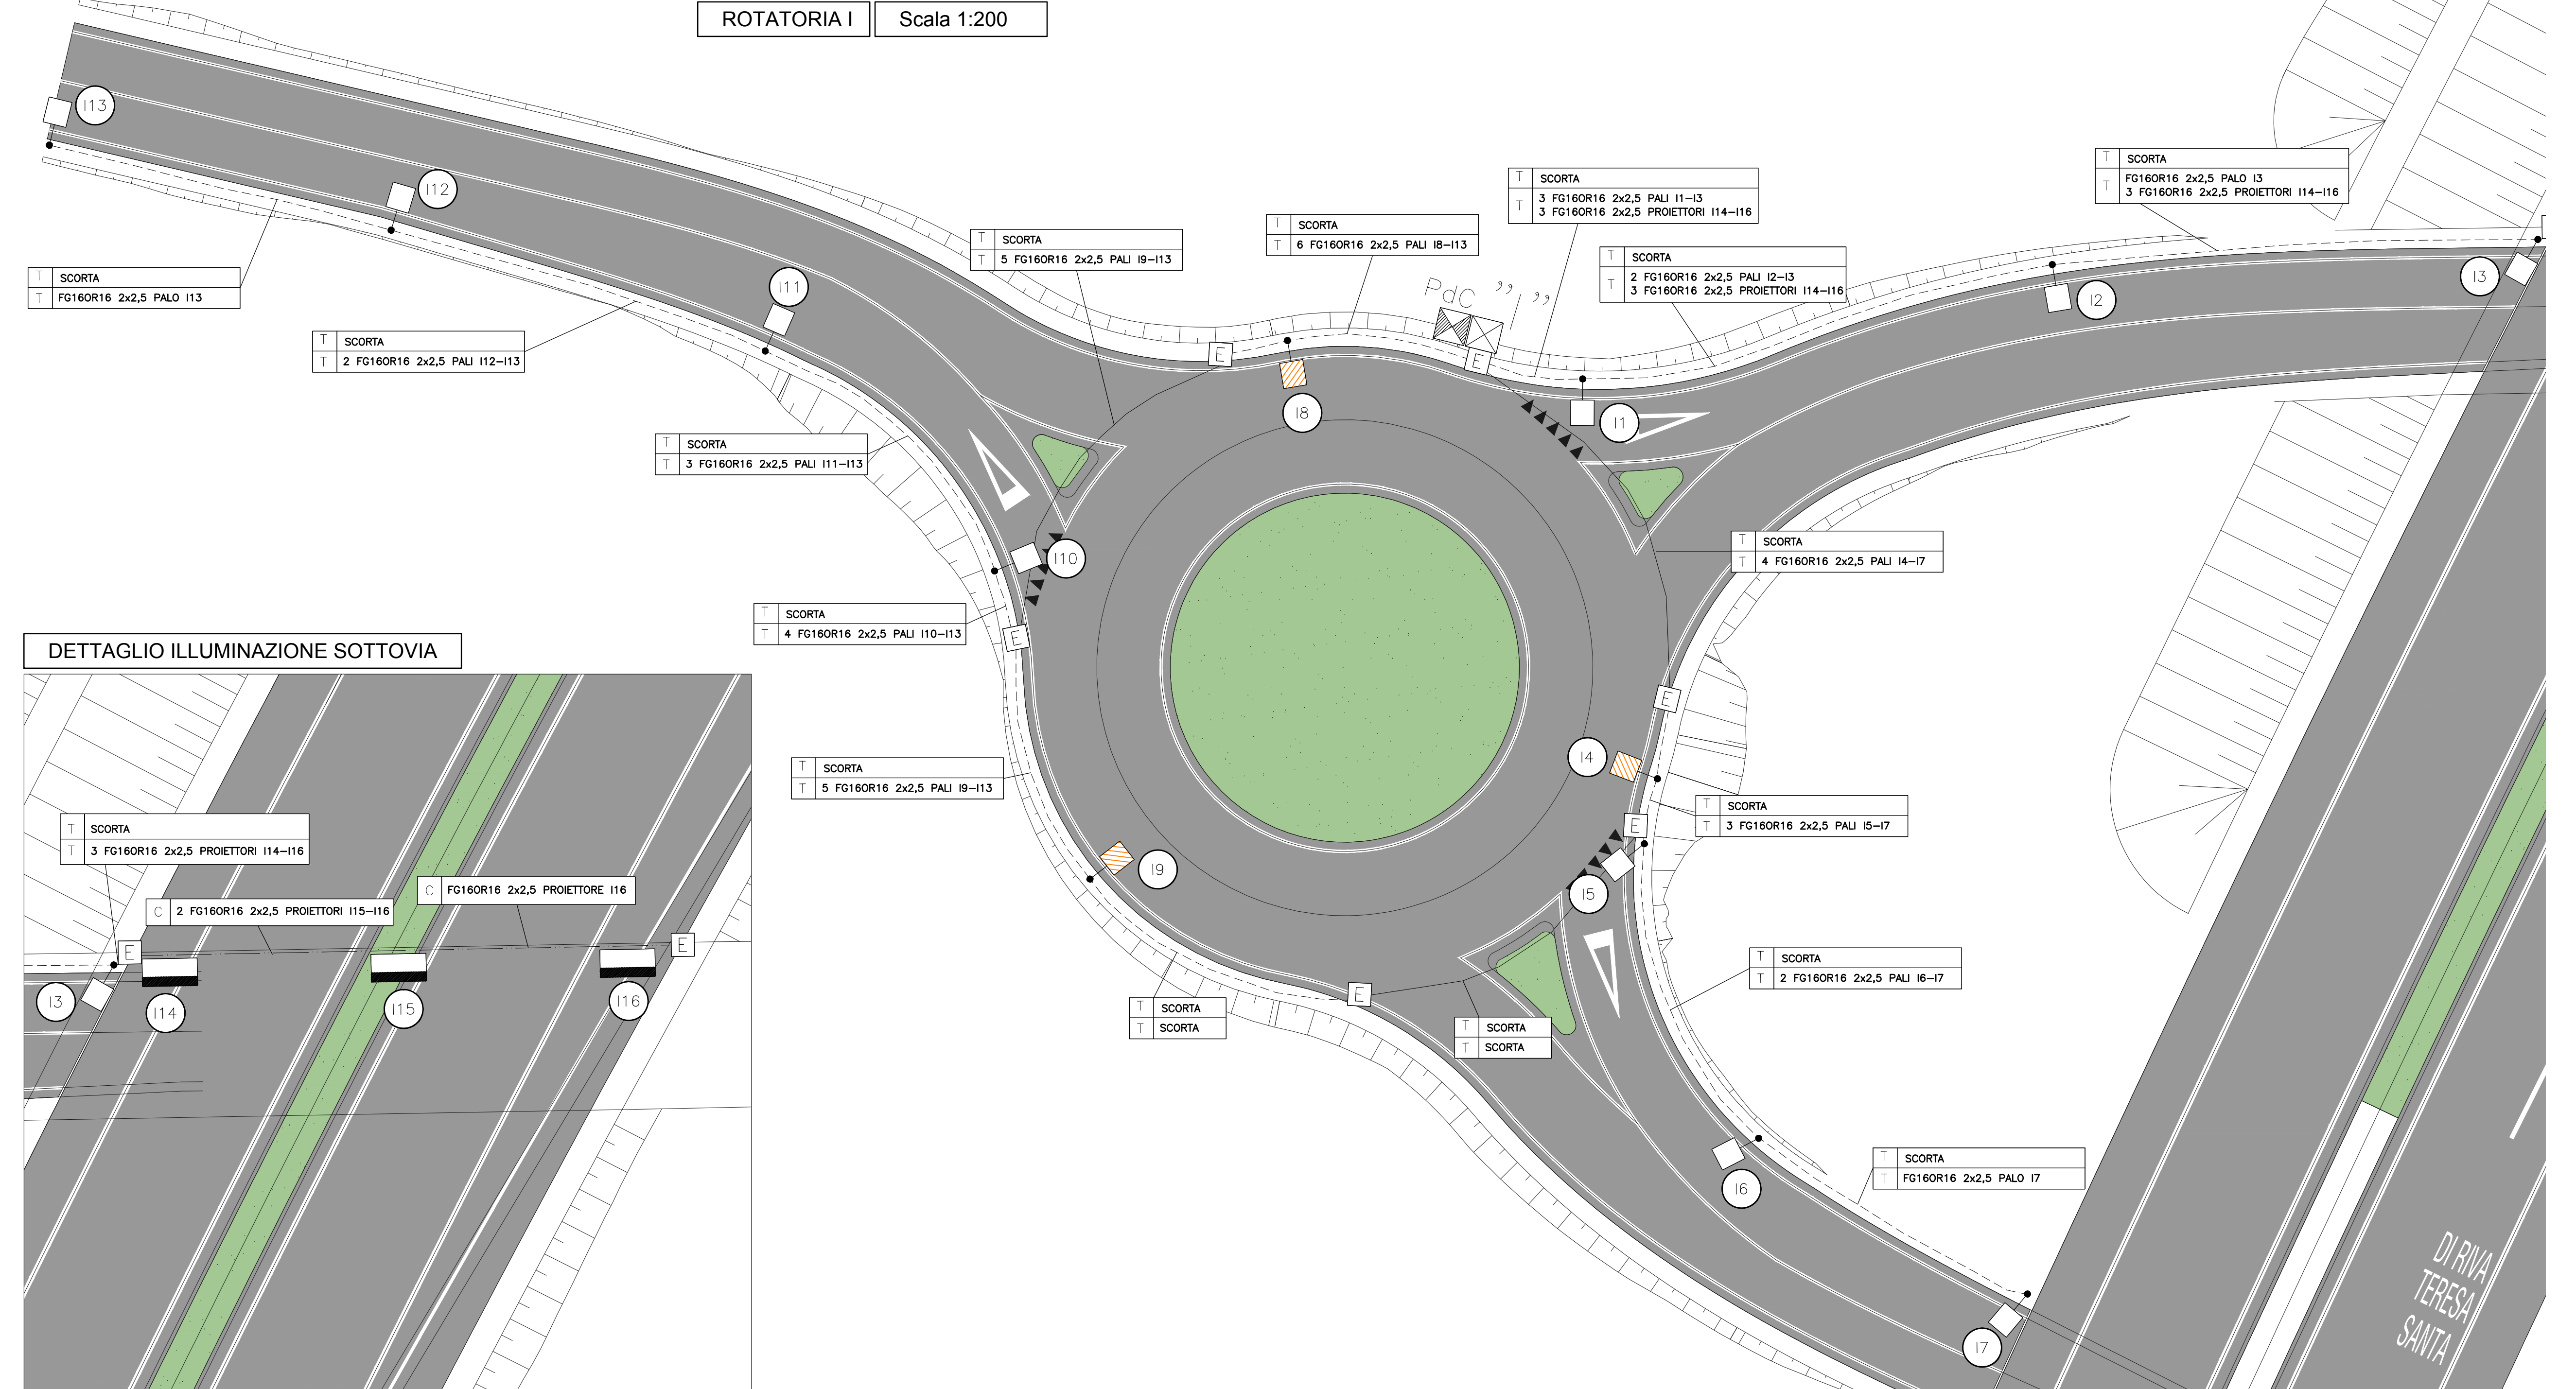 ROTATORIA I
Scala 1:200
I13
I12
T SCORTA
T FG16OR16 2x2,5 PALO I13
T SCORTA
T 2 FG16OR16 2x2,5 PALI I12-I13
I11
T SCORTA
T 3 FG16OR16 2x2,5 PALI I11-I13
T SCORTA
T 5 FG16OR16 2x2,5 PALI I9-I13
T SCORTA
T 6 FG16OR16 2x2,5 PALI I8-I13
T SCORTA
T 3 FG16OR16 2x2,5 PALI I1-I3
3 FG16OR16 2x2,5 PROIETTORI I14-I16
T SCORTA
T 2 FG16OR16 2x2,5 PALI I2-I3
3 FG16OR16 2x2,5 PROIETTORI I14-I16
T SCORTA
T FG16OR16 2x2,5 PALO I3
3 FG16OR16 2x2,5 PROIETTORI I14-I16
PdC "I"
E
E
I8
I1
I2
I3
I10
T SCORTA
T 4 FG16OR16 2x2,5 PALI I10-I13
E
T SCORTA
T 4 FG16OR16 2x2,5 PALI I4-I7
E
I4
T SCORTA
T 5 FG16OR16 2x2,5 PALI I9-I13
T SCORTA
T 3 FG16OR16 2x2,5 PALI I5-I7
E
I9
I5
T SCORTA
T 2 FG16OR16 2x2,5 PALI I6-I7
E
T SCORTA
T SCORTA
T SCORTA
T SCORTA
I6
T SCORTA
T FG16OR16 2x2,5 PALO I7
I7
DI RIVA
TERESA
SANTA
DETTAGLIO ILLUMINAZIONE SOTTOVIA
T SCORTA
T 3 FG16OR16 2x2,5 PROIETTORI I14-I16
C FG16OR16 2x2,5 PROIETTORE I16
C 2 FG16OR16 2x2,5 PROIETTORI I15-I16
E
E
I3
I14
I15
I16